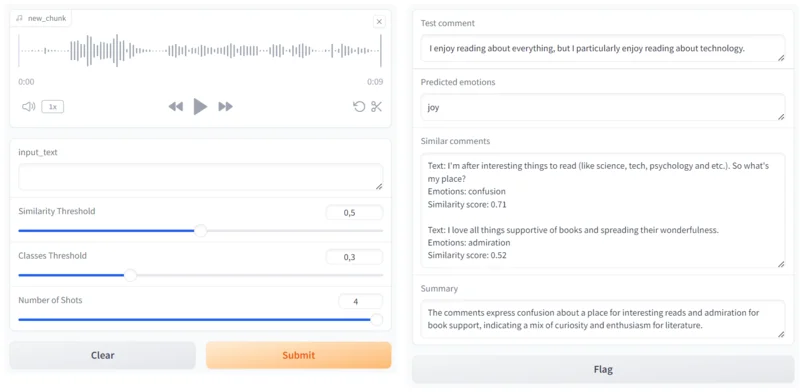 new_chunk
0:00
0:09
1x
input_text
Similarity Threshold
0,5
Classes Threshold
0,3
Number of Shots
4
Clear
Submit
Test comment
I enjoy reading about everything, but I particularly enjoy reading about technology.
Predicted emotions
joy
Similar comments
Text: I'm after interesting things to read (like science, tech, psychology and etc.). So what's
my place?
Emotions: confusion
Similarity score: 0.71
Text: I love all things supportive of books and spreading their wonderfulness.
Emotions: admiration
Similarity score: 0.52
Summary
The comments express confusion about a place for interesting reads and admiration for
book support, indicating a mix of curiosity and enthusiasm for literature.
Flag